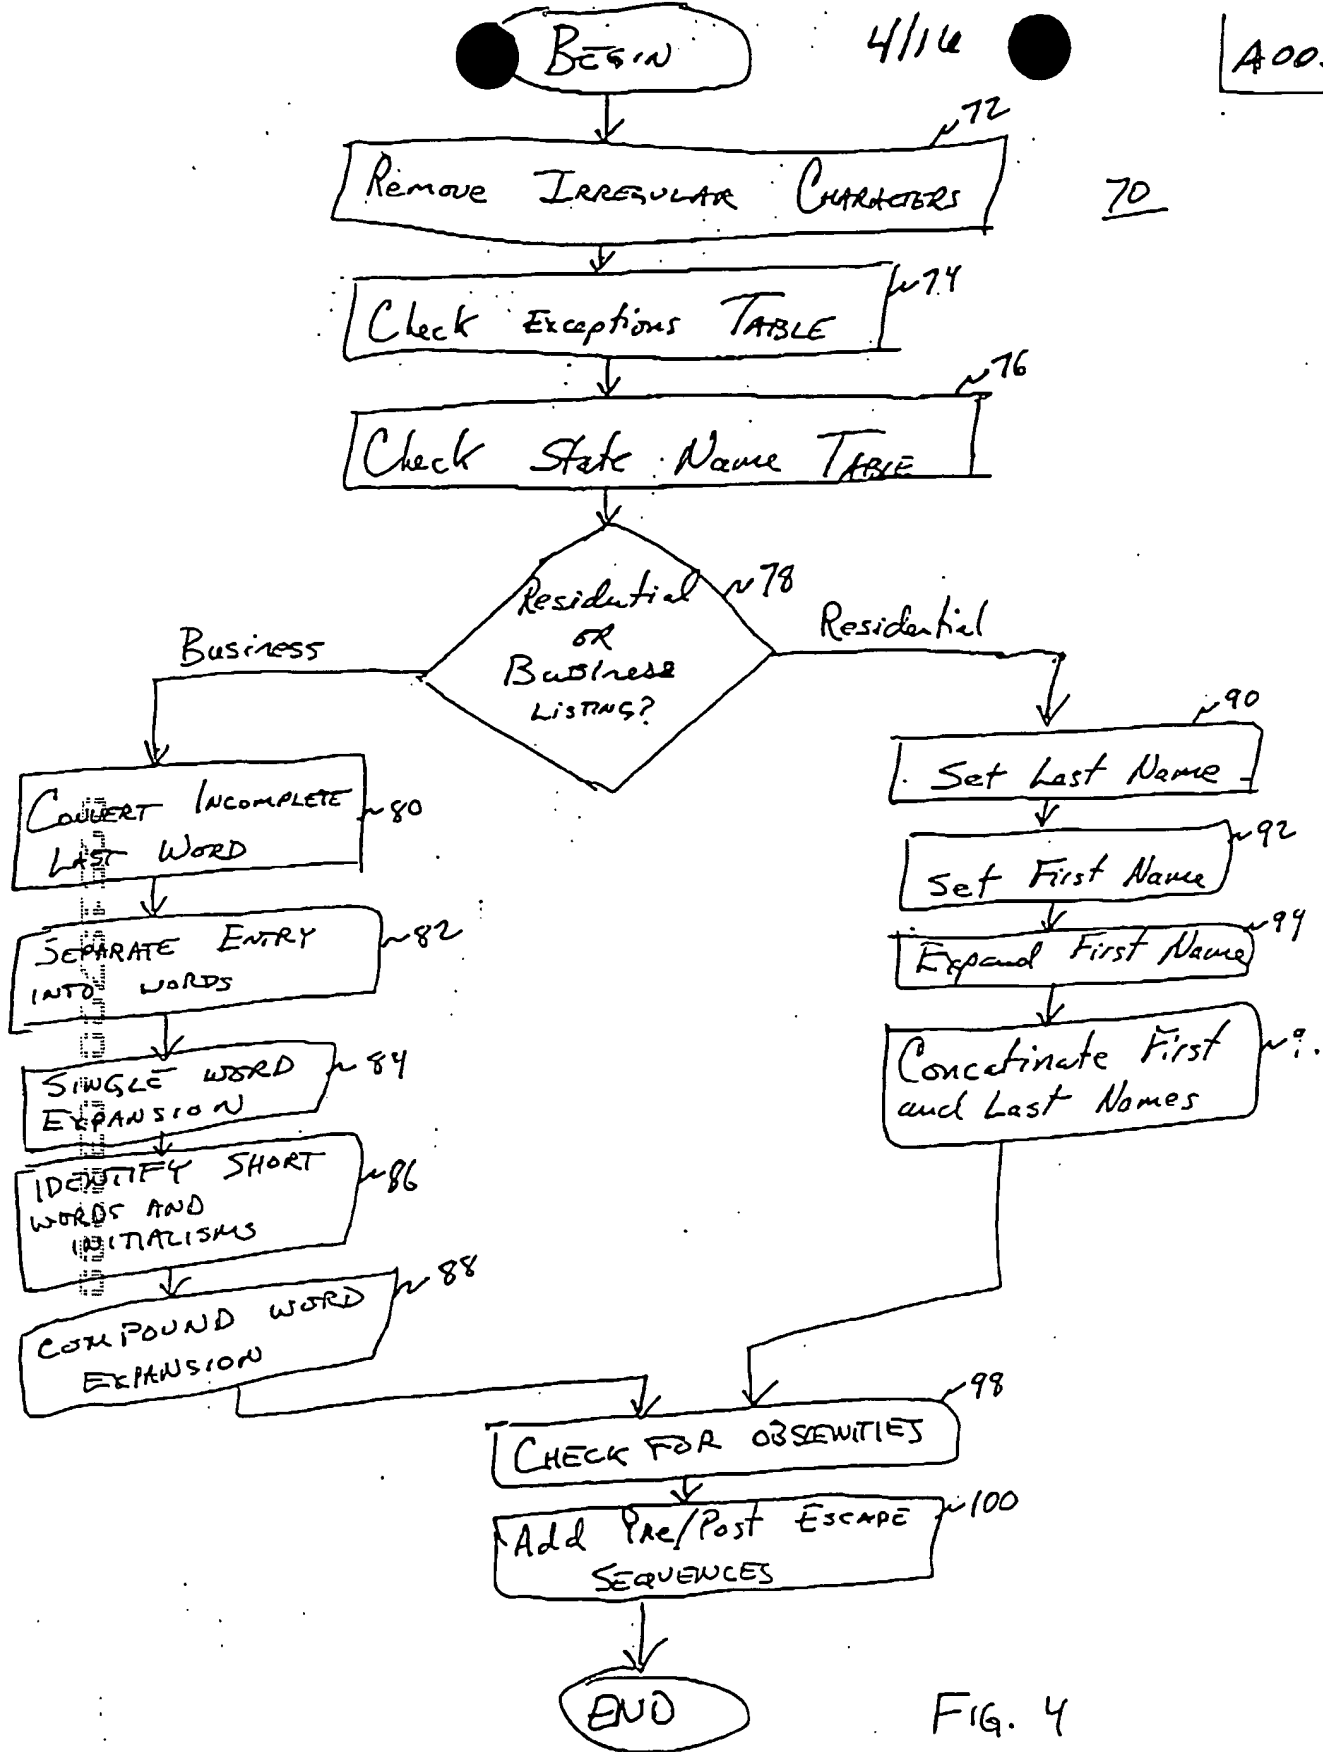 BEGIN
4/16
A00
72
Remove IRREGULAR CHARACTERS
70
74
Check Exceptions TABLE
76
Check State Name TABLE
78
Residential
OR
Business
LISTING?
Business
Residential
90
Set Last Name
CONVERT INCOMPLETE
LAST WORD
80
92
Set First Name
SEPARATE ENTRY
INTO WORDS
82
94
Expand First Name
SINGLE WORD
EXPANSION
84
Concatinate First
and Last Names
IDENTIFY SHORT
WORDS AND
INITIALISMS
86
COMPOUND WORD
EXPANSION
88
98
CHECK FOR OBSCENITIES
100
Add Pre/Post ESCAPE
SEQUENCES
END
FIG. 4